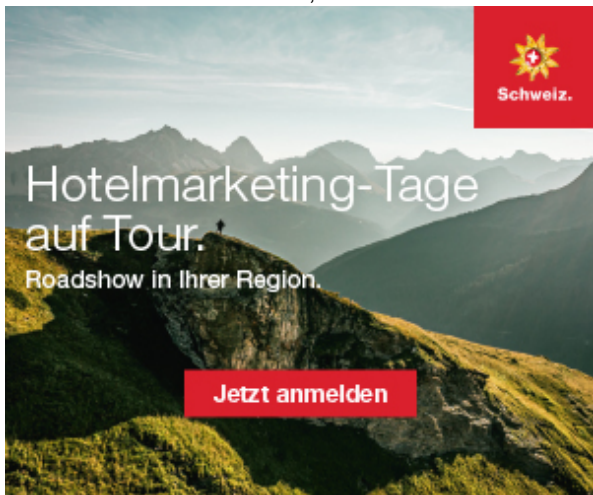 Schweiz.
Hotelmarketing-Tage
auf Tour.
Roadshow in Ihrer Region.
Jetzt anmelden